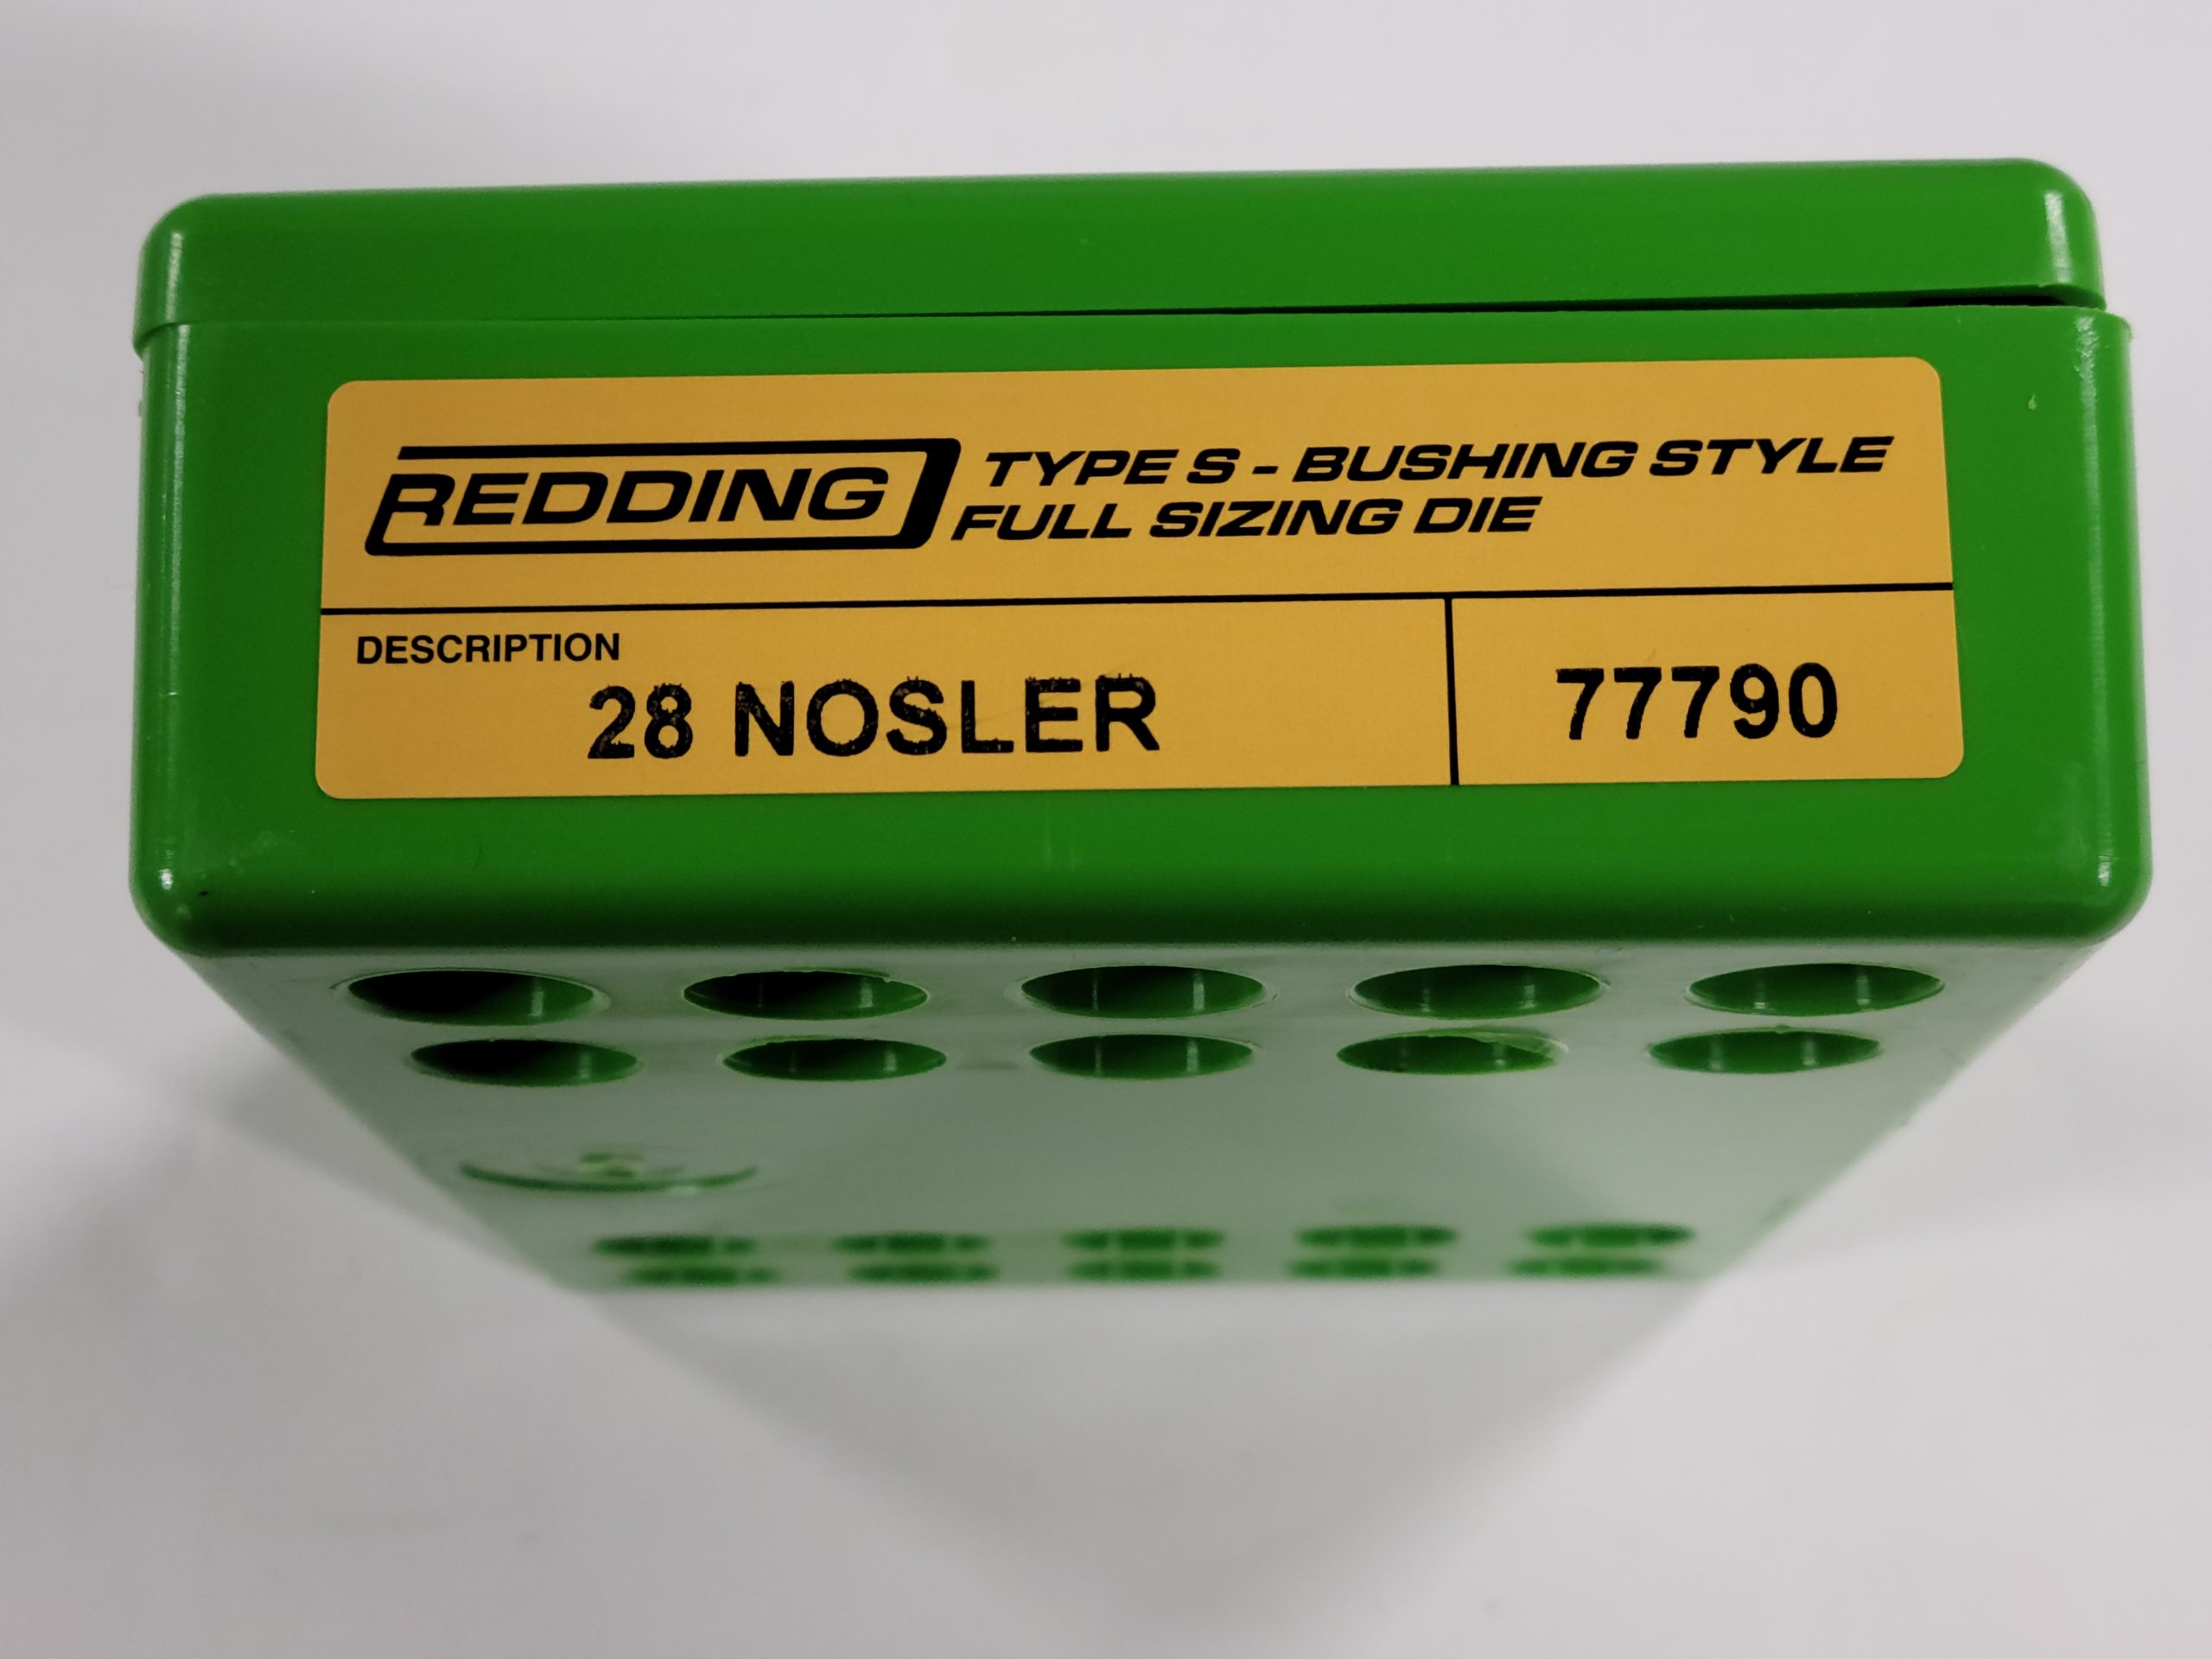 REDDING TYPE S - BUSHING STYLE
FULL SIZING DIE
DESCRIPTION
28 NOSLER 77790